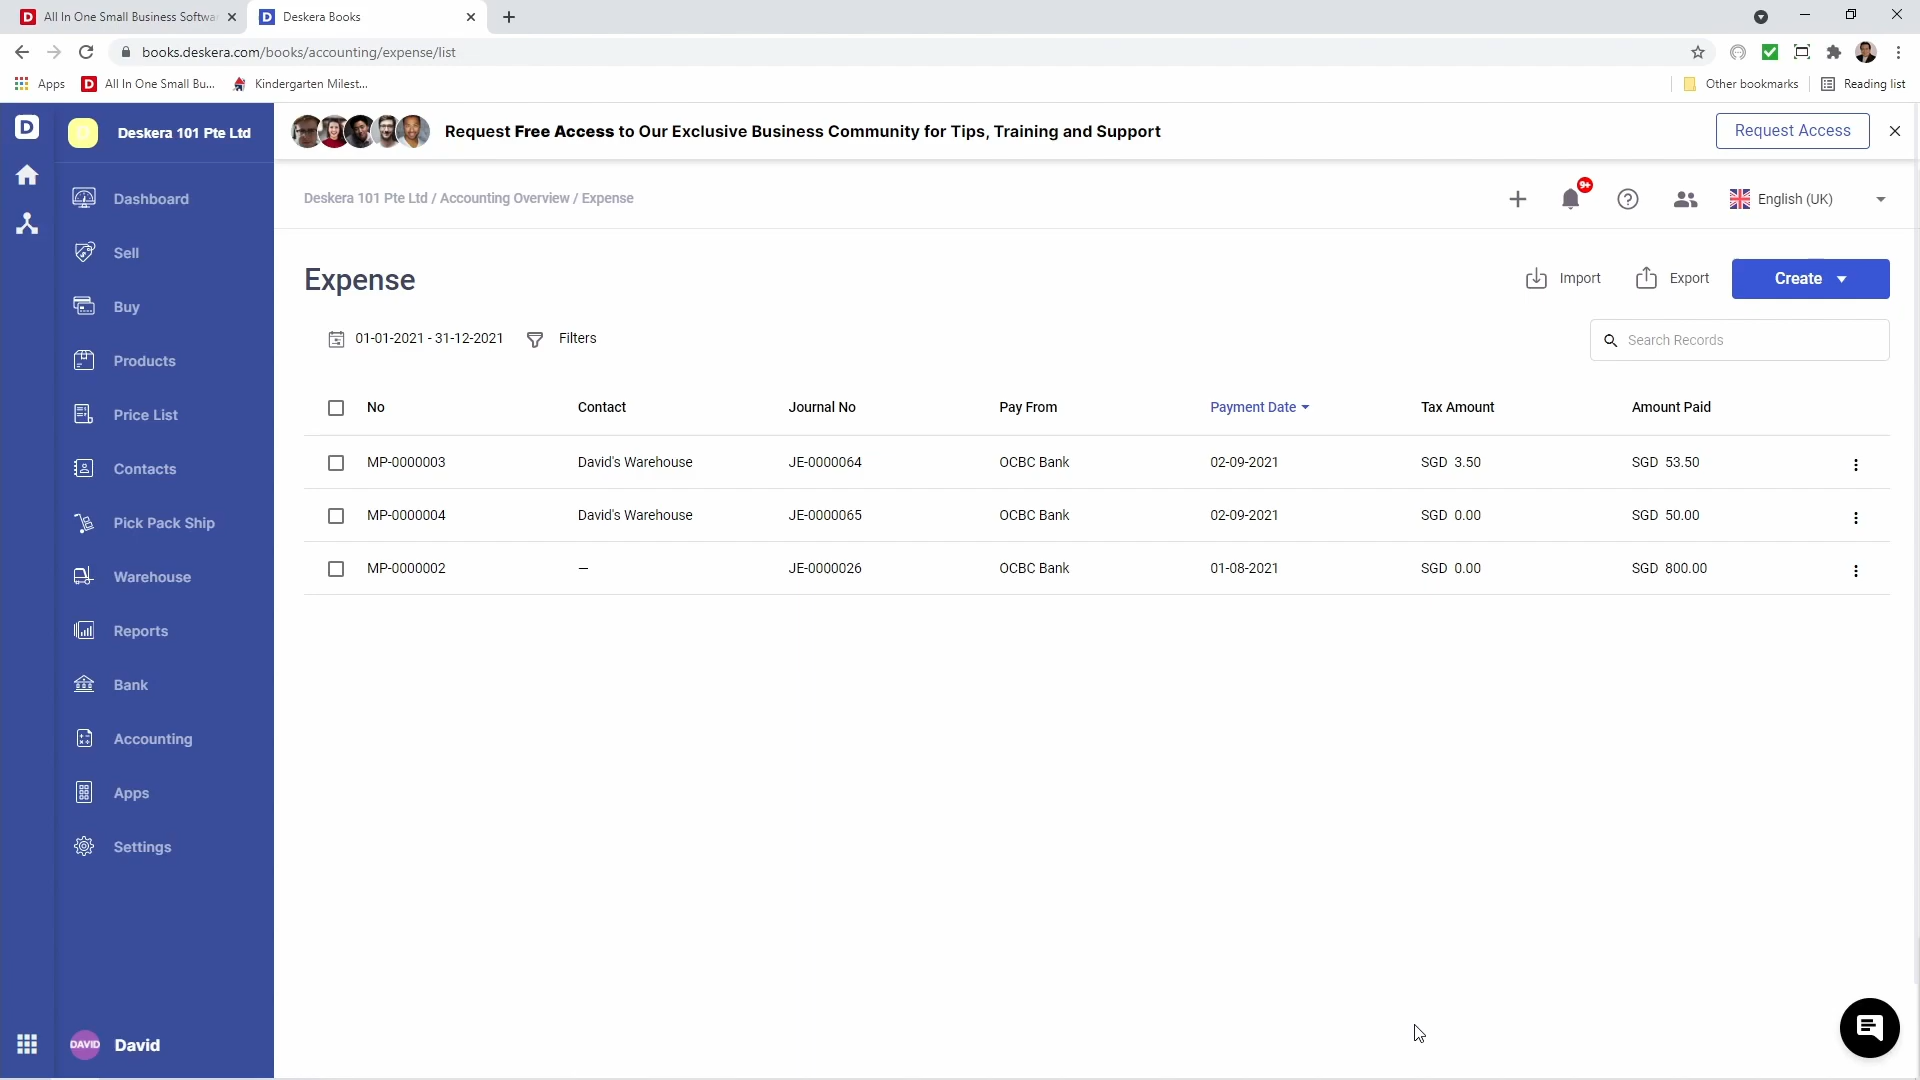 All In One Small Business Softwa
Deskera Books
books.deskera.com/books/accounting/expense/list
Apps
All In One Small Bu...
Kindergarten Milest...
Other bookmarks
Reading list
Deskera 101 Pte Ltd
Request Free Access to Our Exclusive Business Community for Tips, Training and Support
Request Access
Dashboard
Sell
Buy
Products
Price List
Contacts
Pick Pack Ship
Warehouse
Reports
Bank
Accounting
Apps
Settings
DAVID
David
Deskera 101 Pte Ltd / Accounting Overview / Expense
9+
English (UK)
Expense
Import
Export
Create
01-01-2021 - 31-12-2021
Filters
Search Records
No Contact Journal No Pay From Payment Date Tax Amount Amount Paid
MP-0000003 David's Warehouse JE-0000064 OCBC Bank 02-09-2021 SGD 3.50 SGD 53.50
MP-0000004 David's Warehouse JE-0000065 OCBC Bank 02-09-2021 SGD 0.00 SGD 50.00
MP-0000002 — JE-0000026 OCBC Bank 01-08-2021 SGD 0.00 SGD 800.00